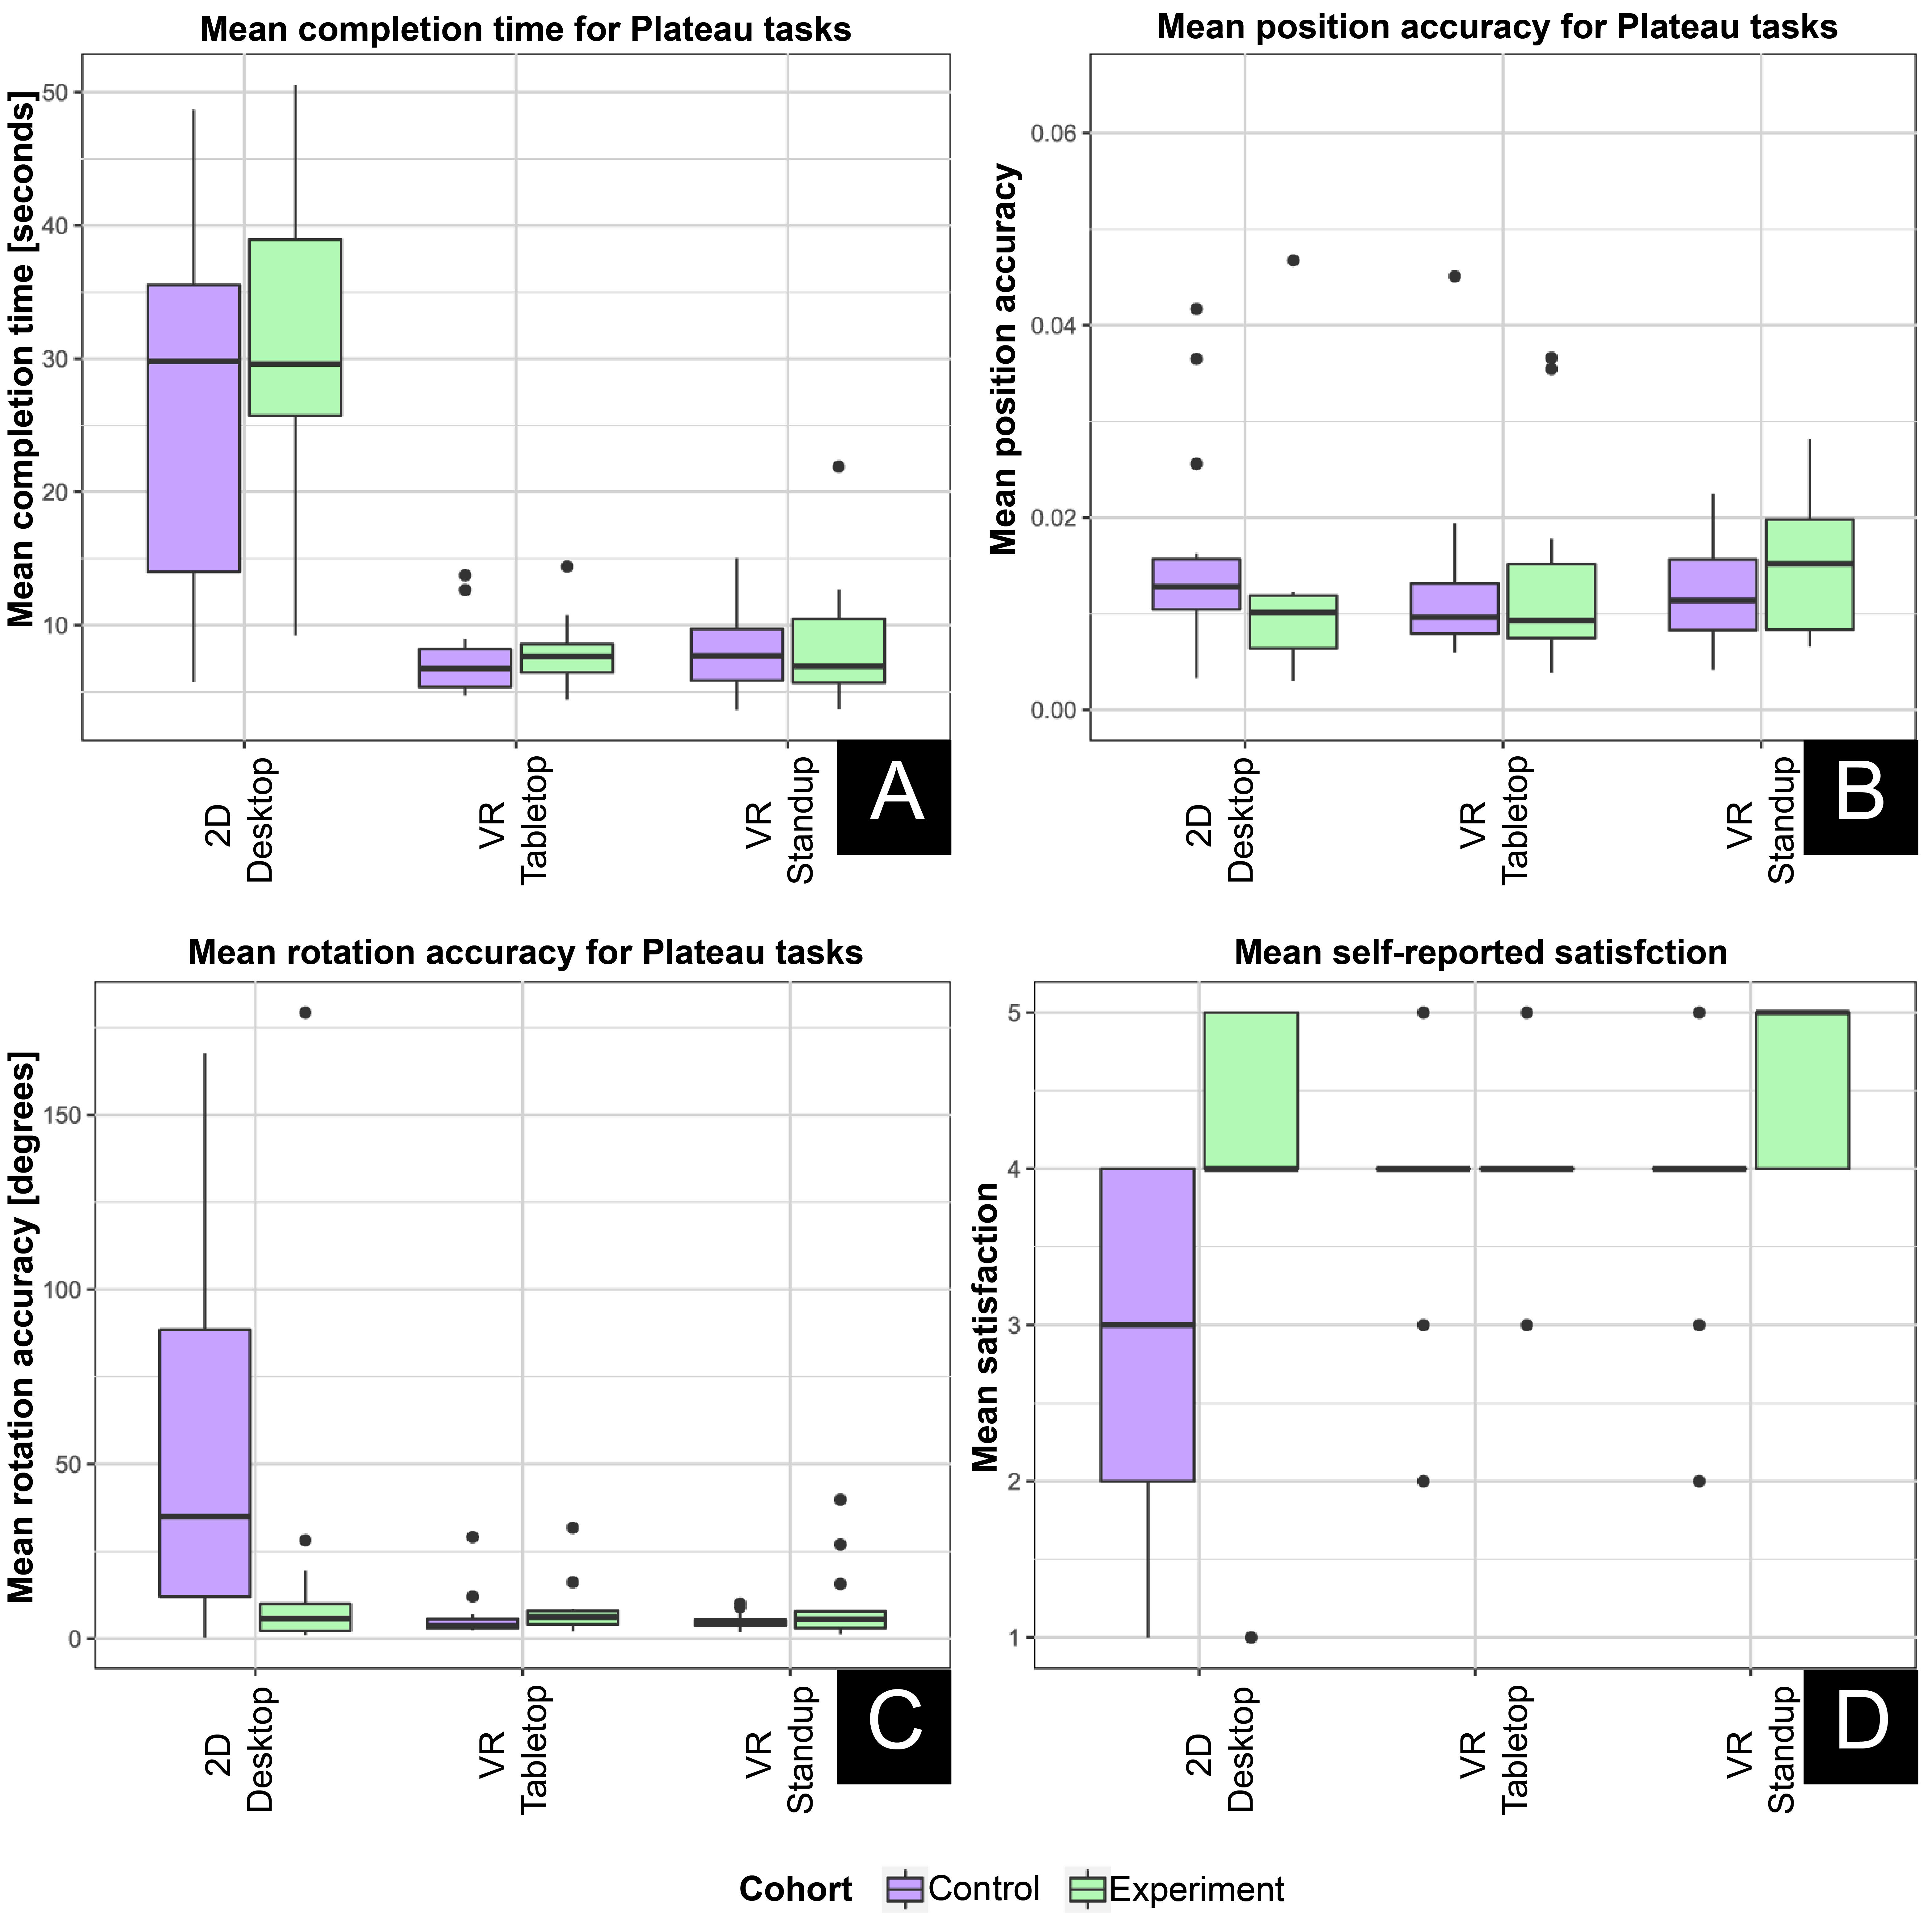 Mean completion time for Plateau tasks
Mean completion time [seconds]
50
40
30
20
10
2D
Desktop
VR
Tabletop
VR
Standup
A
Mean position accuracy for Plateau tasks
Mean position accuracy
0.06
0.04
0.02
0.00
2D
Desktop
VR
Tabletop
VR
Standup
B
Mean rotation accuracy for Plateau tasks
Mean rotation accuracy [degrees]
150
100
50
0
2D
Desktop
VR
Tabletop
VR
Standup
C
Mean self-reported satisfction
Mean satisfaction
5
4
3
2
1
2D
Desktop
VR
Tabletop
VR
Standup
D
Cohort Control Experiment